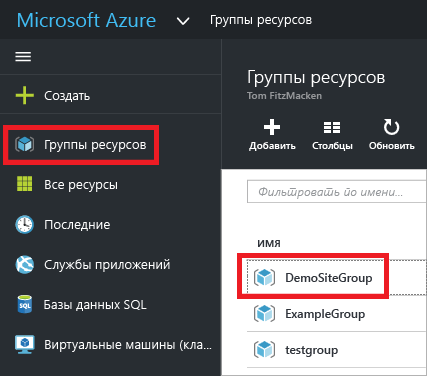 Microsoft Azure Группы ресурсов
Создать
Группы ресурсов
Все ресурсы
Последние
Службы приложений
Базы данных SQL
SQL
Виртуальные машины (кла...
Группы ресурсов
Tom FitzMacken
Добавить Столбцы Обновить
Фильтровать по имени...
ИМЯ
DemoSiteGroup
ExampleGroup
testgroup